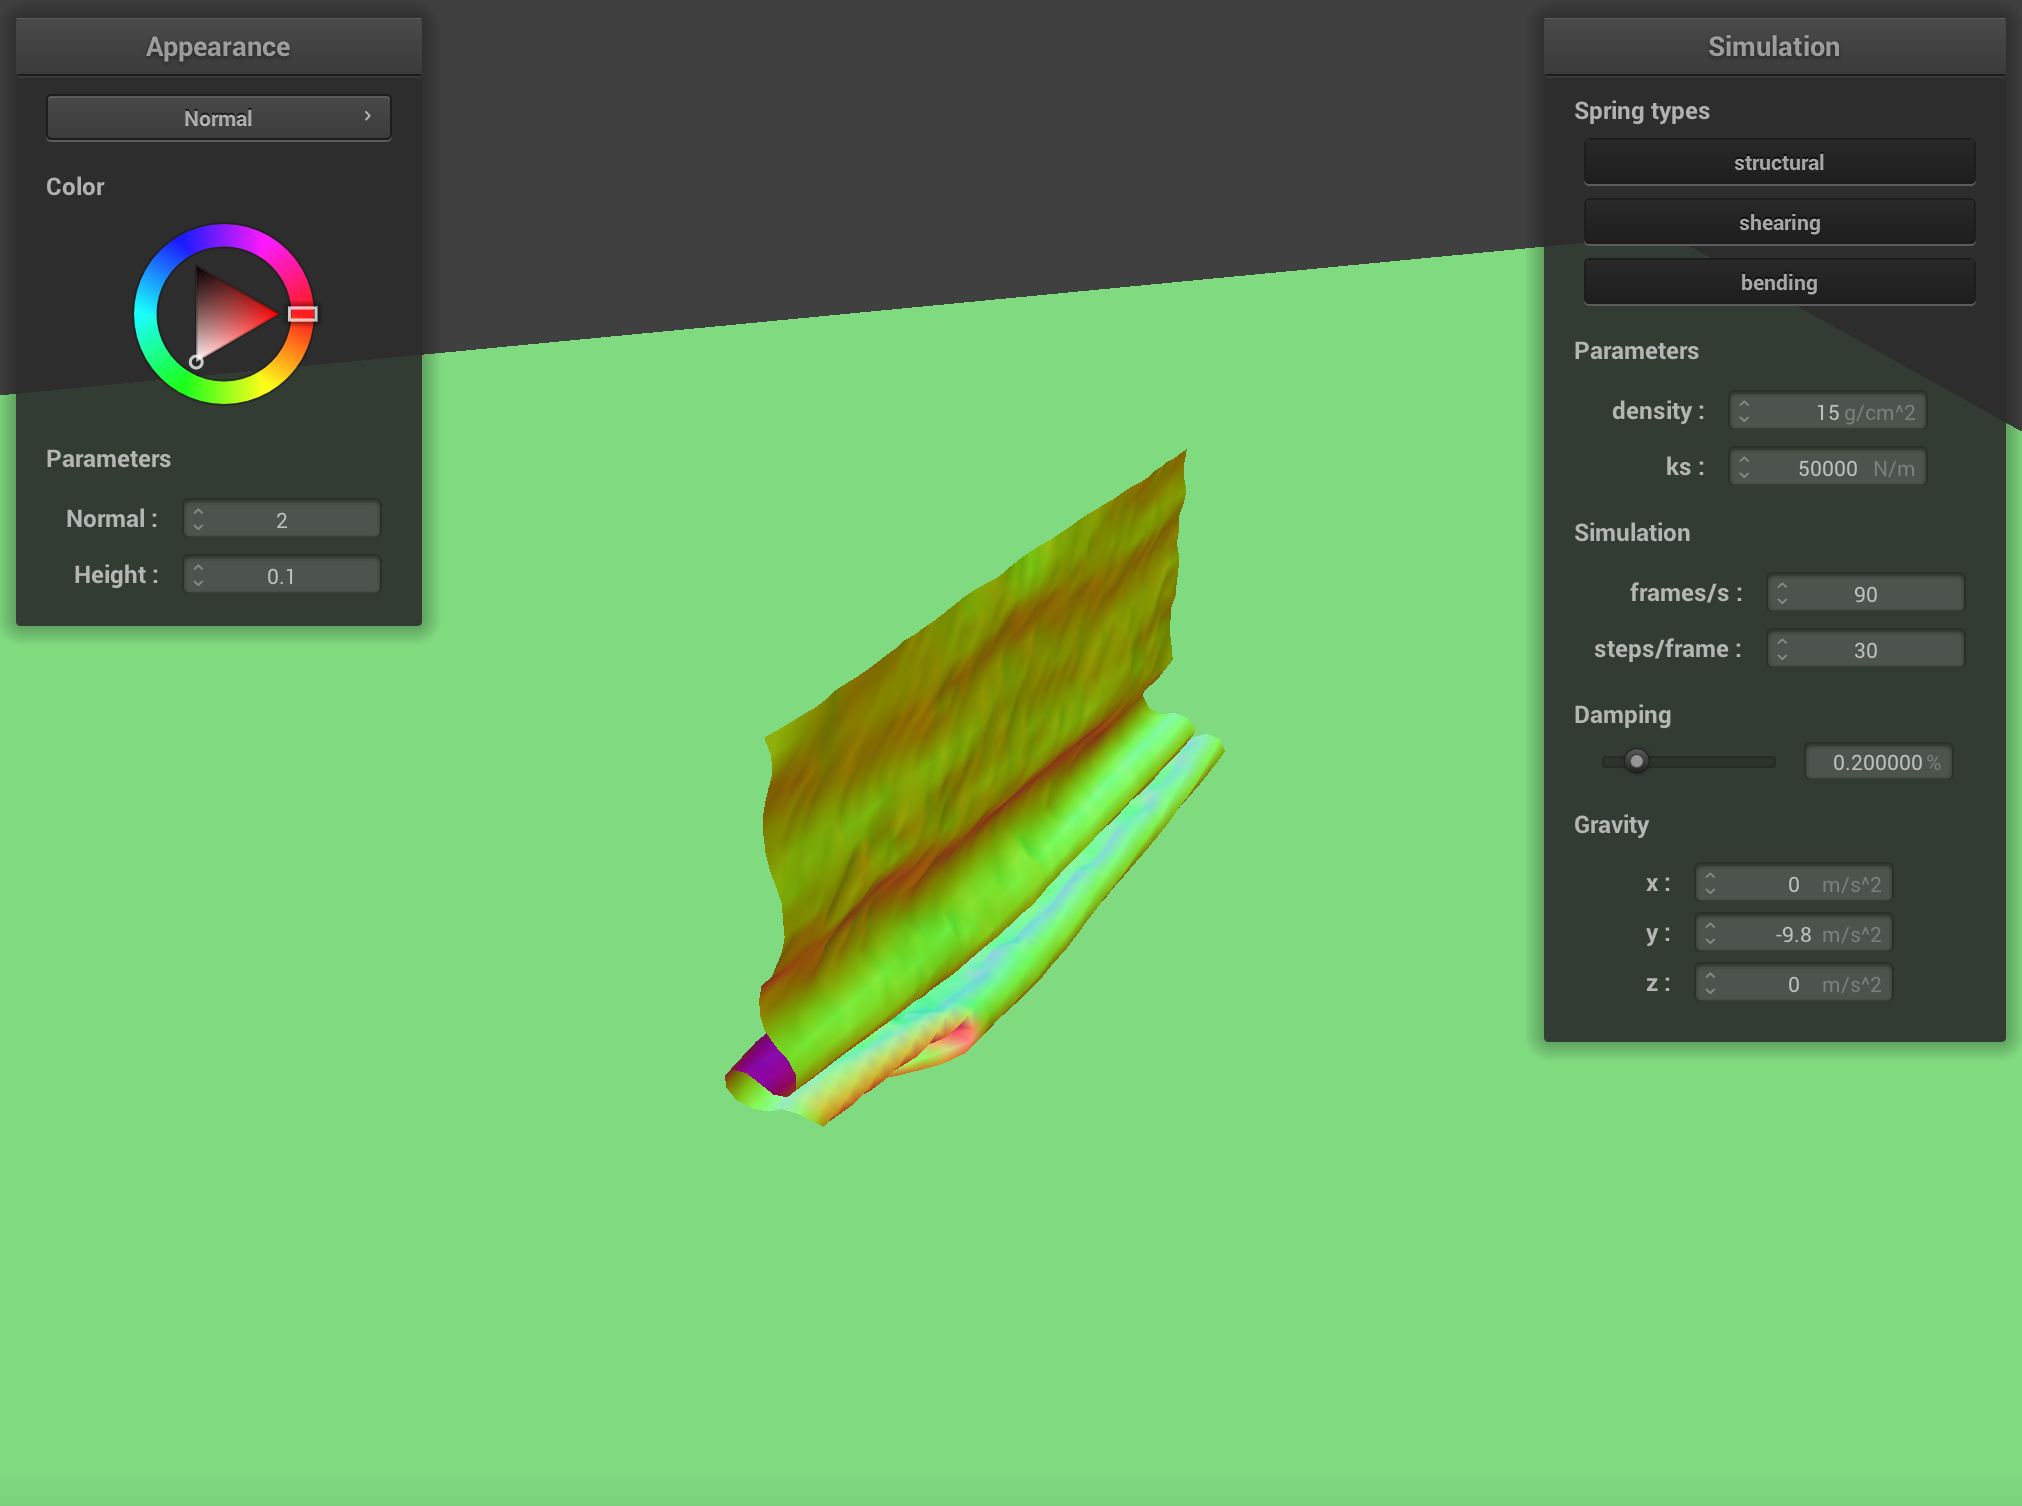 Appearance
Normal
Color
Parameters
Normal : 2
Height : 0.1
Simulation
Spring types
structural
shearing
bending
Parameters
density : 15 g/cm^2
ks : 50000 N/m
Simulation
frames/s : 90
steps/frame : 30
Damping
0.200000 %
Gravity
x : 0 m/s^2
y : -9.8 m/s^2
z : 0 m/s^2